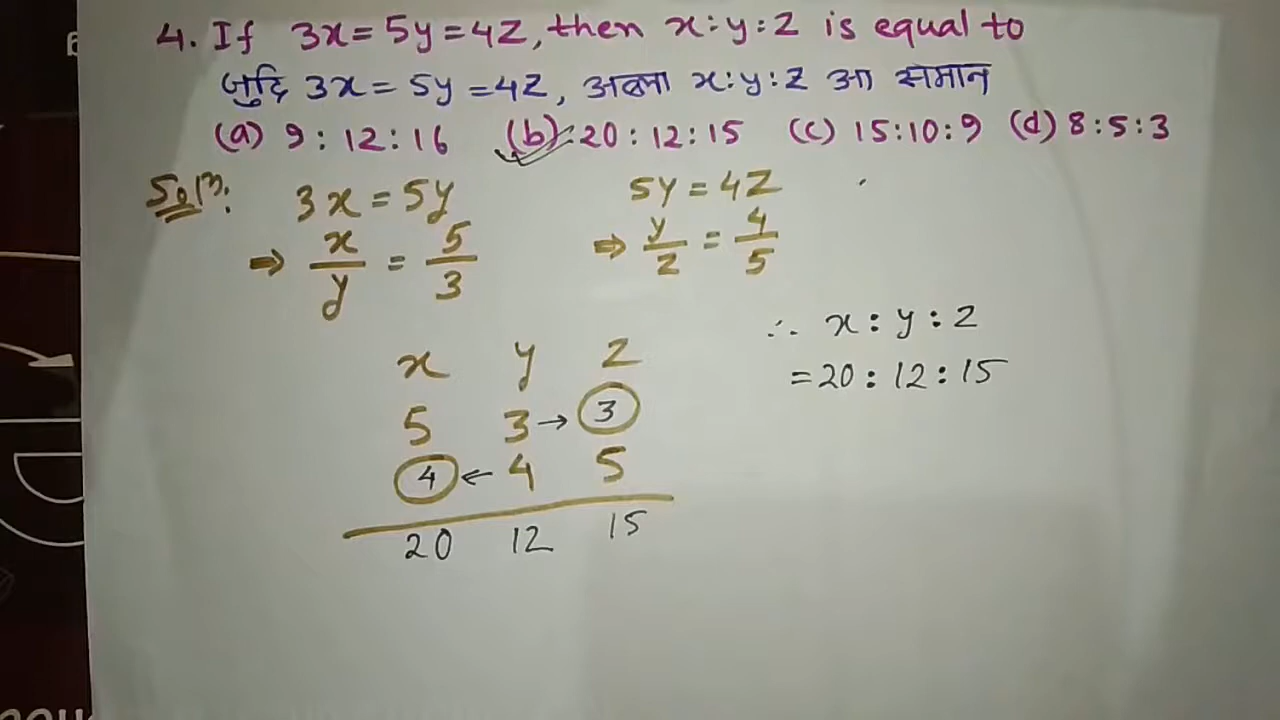 4. If 3x = 5y = 4z, then x : y : z is equal to
जुदि 3x = 5y = 4z, अब्ला x : y : z आ समान
(a) 9 : 12 : 16 (b) 20 : 12 : 15 (c) 15 : 10 : 9 (d) 8 : 5 : 3
Soln:
3x = 5y
⇒ x/y = 5/3
5y = 4z
⇒ y/z = 4/5
x y z
5 3 → 3
4 ← 4 5
20 12 15
∴ x : y : z
= 20 : 12 : 15